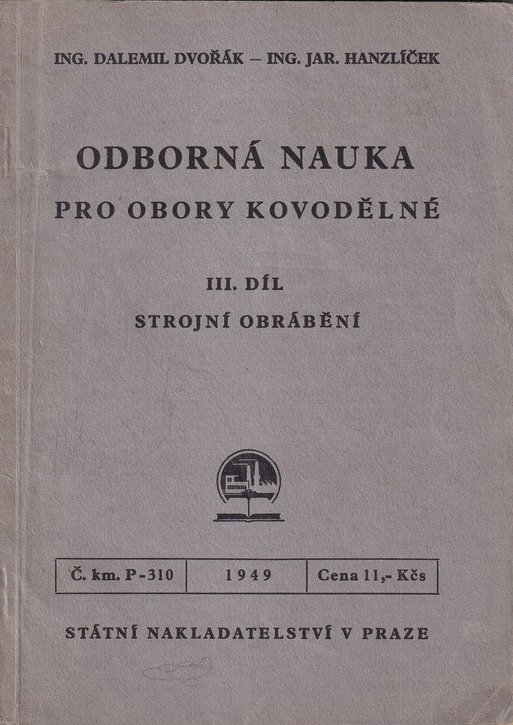 ING. DALEMIL DVOŘÁK – ING. JAR. HANZLÍČEK
ODBORNÁ NAUKA
PRO OBORY KOVODĚLNÉ
III. DÍL
STROJNÍ OBRÁBĚNÍ
Č. km. P-310 1949 Cena 11,- Kčs
STÁTNÍ NAKLADATELSTVÍ V PRAZE